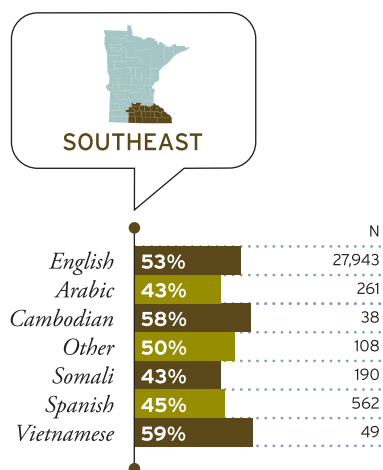 SOUTHEAST
N
English 53% 27,943
Arabic 43% 261
Cambodian 58% 38
Other 50% 108
Somali 43% 190
Spanish 45% 562
Vietnamese 59% 49